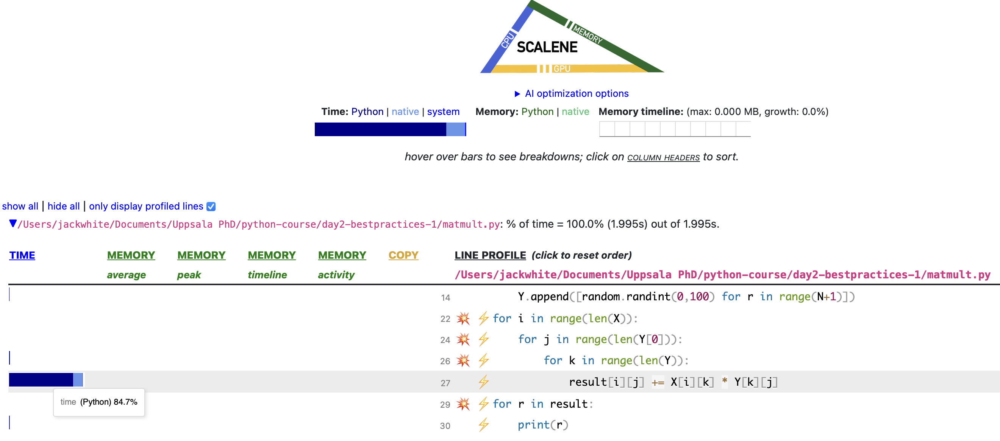 CPU
MEMORY
SCALENE
GPU
▶ AI optimization options
Time: Python | native | system Memory: Python | native Memory timeline: (max: 0.000 MB, growth: 0.0%)
hover over bars to see breakdowns; click on COLUMN HEADERS to sort.
show all | hide all | only display profiled lines
▼/Users/jackwhite/Documents/Uppsala PhD/python-course/day2-bestpractices-1/matmult.py: % of time = 100.0% (1.995s) out of 1.995s.
TIME MEMORY MEMORY MEMORY MEMORY COPY LINE PROFILE (click to reset order)
average peak timeline activity /Users/jackwhite/Documents/Uppsala PhD/python-course/day2-bestpractices-1/matmult.py
14 Y.append([random.randint(0,100) for r in range(N+1)])
22 💥 ⚡for i in range(len(X)):
24 💥 ⚡ for j in range(len(Y[0])):
26 💥 ⚡ for k in range(len(Y)):
27 ⚡ result[i][j] += X[i][k] * Y[k][j]
time (Python) 84.7%
29 💥 ⚡for r in result:
30 ⚡ print(r)